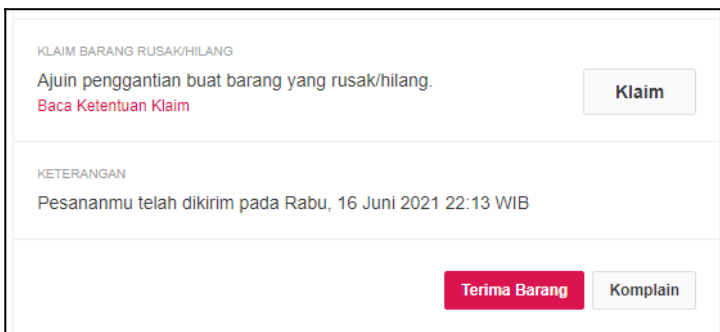 KLAIM BARANG RUSAK/HILANG
Ajuin penggantian buat barang yang rusak/hilang.
Klaim
Baca Ketentuan Klaim
KETERANGAN
Pesananmu telah dikirim pada Rabu, 16 Juni 2021 22:13 WIB
Terima Barang
Komplain